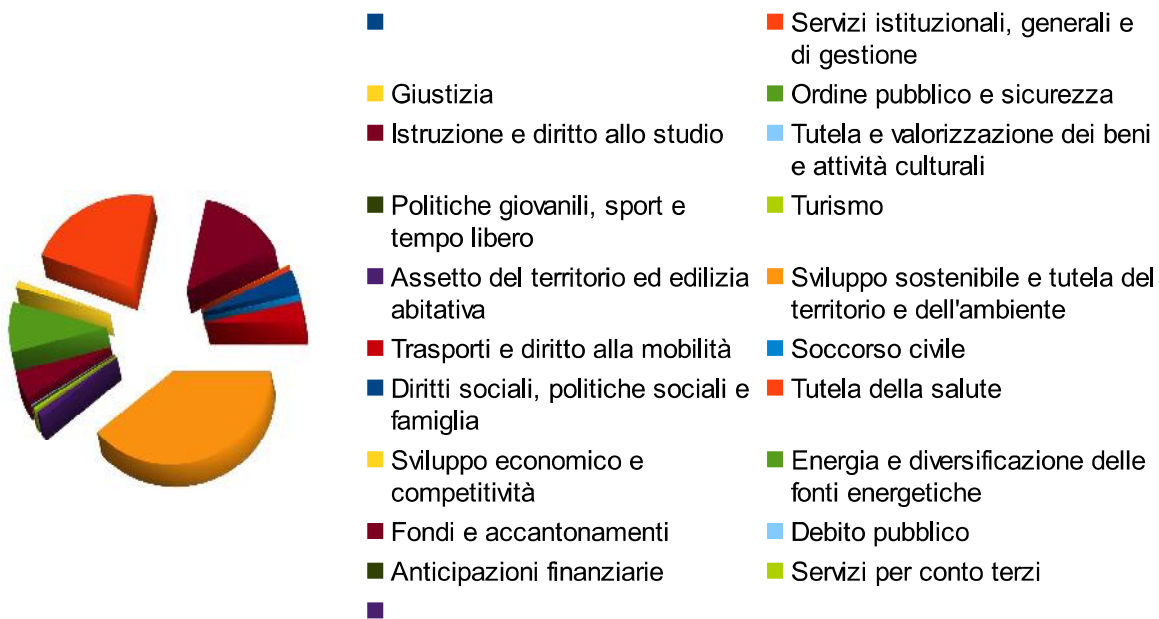 Servizi istituzionali, generali e
di gestione
Giustizia
Ordine pubblico e sicurezza
Istruzione e diritto allo studio
Tutela e valorizzazione dei beni
e attività culturali
Politiche giovanili, sport e
tempo libero
Turismo
Assetto del territorio ed edilizia
abitativa
Sviluppo sostenibile e tutela del
territorio e dell'ambiente
Trasporti e diritto alla mobilità
Soccorso civile
Diritti sociali, politiche sociali e
famiglia
Tutela della salute
Sviluppo economico e
competitività
Energia e diversificazione delle
fonti energetiche
Fondi e accantonamenti
Debito pubblico
Anticipazioni finanziarie
Servizi per conto terzi